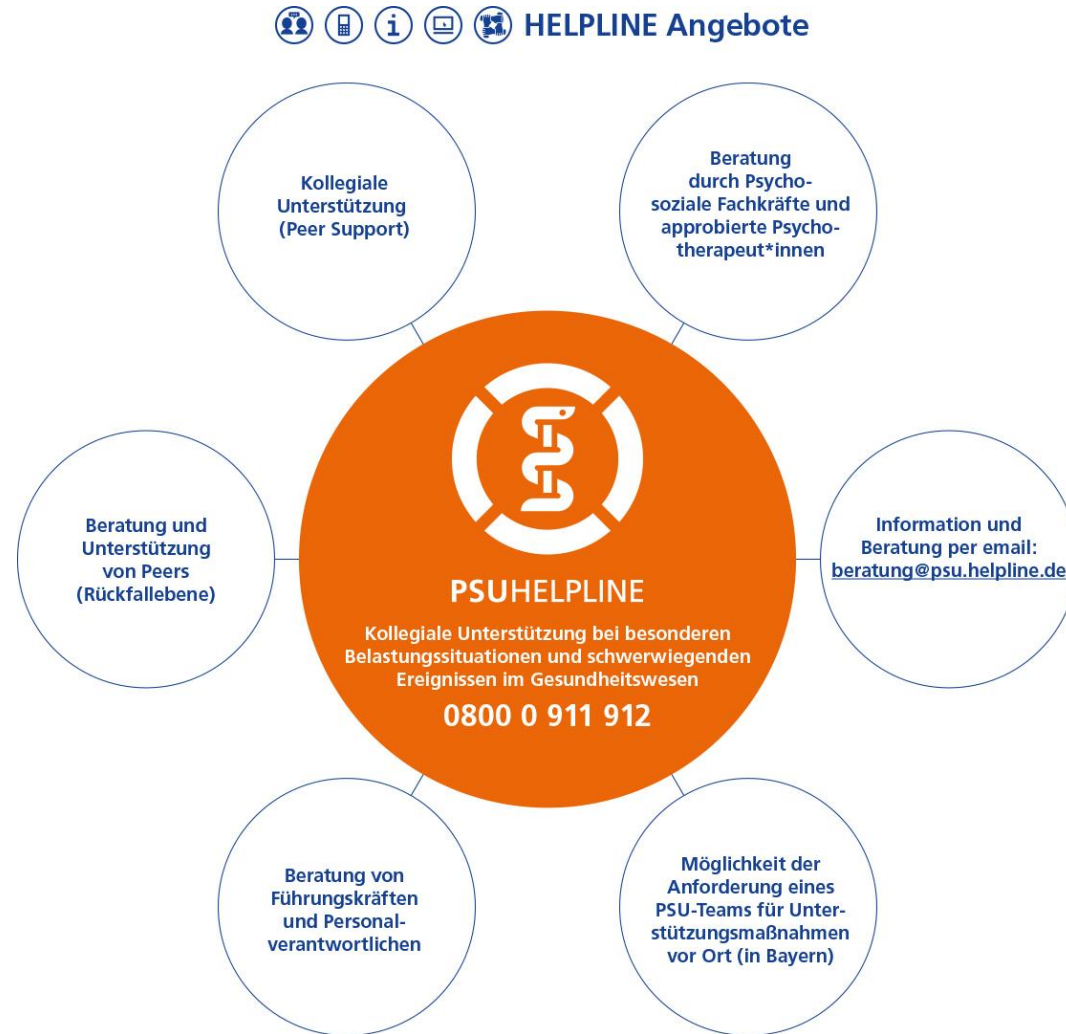 HELPLINE Angebote
Kollegiale
Unterstützung
(Peer Support)
Beratung
durch Psycho-
soziale Fachkräfte und
approbierte Psycho-
therapeut*innen
Beratung und
Unterstützung
von Peers
(Rückfallebene)
PSUHELPLINE
Kollegiale Unterstützung bei besonderen
Belastungssituationen und schwerwiegenden
Ereignissen im Gesundheitswesen
0800 0 911 912
Information und
Beratung per email:
beratung@psu.helpline.de
Beratung von
Führungskräften
und Personal-
verantwortlichen
Möglichkeit der
Anforderung eines
PSU-Teams für Unter-
stützungsmaßnahmen
vor Ort (in Bayern)